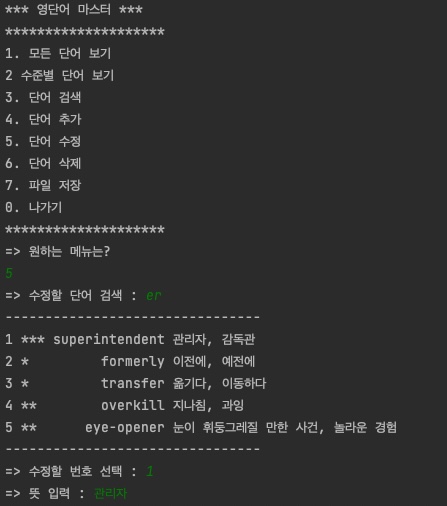 *** 영단어 마스터 ***
********************
1. 모든 단어 보기
2 수준별 단어 보기
3. 단어 검색
4. 단어 추가
5. 단어 수정
6. 단어 삭제
7. 파일 저장
0. 나가기
********************
=> 원하는 메뉴는?
5
=> 수정할 단어 검색 : er
--------------------------------
1 *** superintendent 관리자, 감독관
2 *         formerly 이전에, 예전에
3 *         transfer 옮기다, 이동하다
4 **        overkill 지나침, 과잉
5 **      eye-opener 눈이 휘둥그레질 만한 사건, 놀라운 경험
--------------------------------
=> 수정할 번호 선택 : 1
=> 뜻 입력 : 관리자